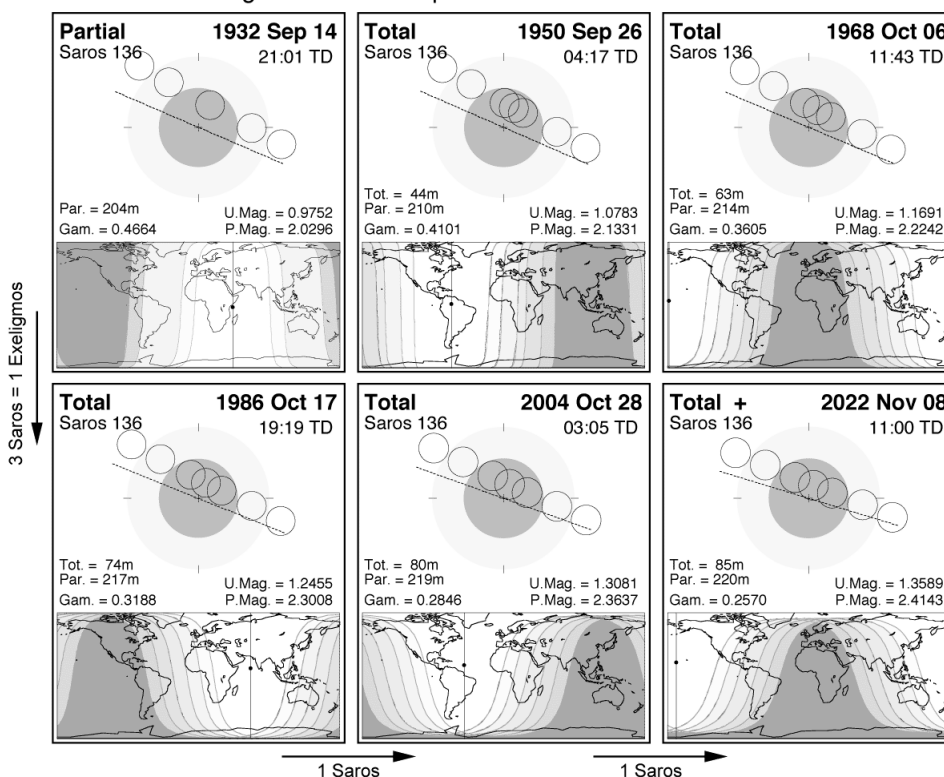 Partial 1932 Sep 14
Saros 136 21:01 TD
Par. = 204m U.Mag. = 0.9752
Gam. = 0.4664 P.Mag. = 2.0296
Total 1950 Sep 26
Saros 136 04:17 TD
Tot. = 44m
Par. = 210m U.Mag. = 1.0783
Gam. = 0.4101 P.Mag. = 2.1331
Total 1968 Oct 06
Saros 136 11:43 TD
Tot. = 63m
Par. = 214m U.Mag. = 1.1691
Gam. = 0.3605 P.Mag. = 2.2242
3 Saros = 1 Exeligmos
Total 1986 Oct 17
Saros 136 19:19 TD
Tot. = 74m
Par. = 217m U.Mag. = 1.2455
Gam. = 0.3188 P.Mag. = 2.3008
Total 2004 Oct 28
Saros 136 03:05 TD
Tot. = 80m
Par. = 219m U.Mag. = 1.3081
Gam. = 0.2846 P.Mag. = 2.3637
Total + 2022 Nov 08
Saros 136 11:00 TD
Tot. = 85m
Par. = 220m U.Mag. = 1.3589
Gam. = 0.2570 P.Mag. = 2.4143
1 Saros 1 Saros